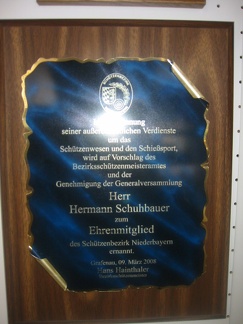 seiner außerordentlichen Verdienste
um das
Schützenwesen und den Schießsport,
wird auf Vorschlag des
Bezirksschützenmeisteramtes
und der
Genehmigung der Generalversammlung
Herr
Hermann Schuhbauer
zum
Ehrenmitglied
des Schützenbezirk Niederbayern
ernannt.
Grafenau, 09. März 2008
Hans Hainthaler